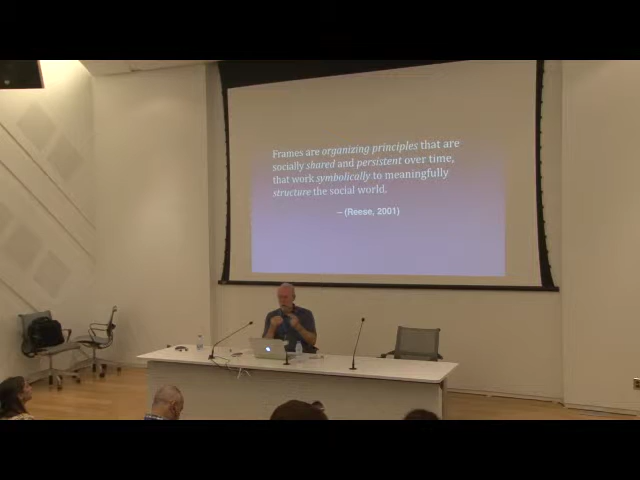 Frames are organizing principles that are
socially shared and persistent over time,
that work symbolically to meaningfully
structure the social world.
– (Reese, 2001)